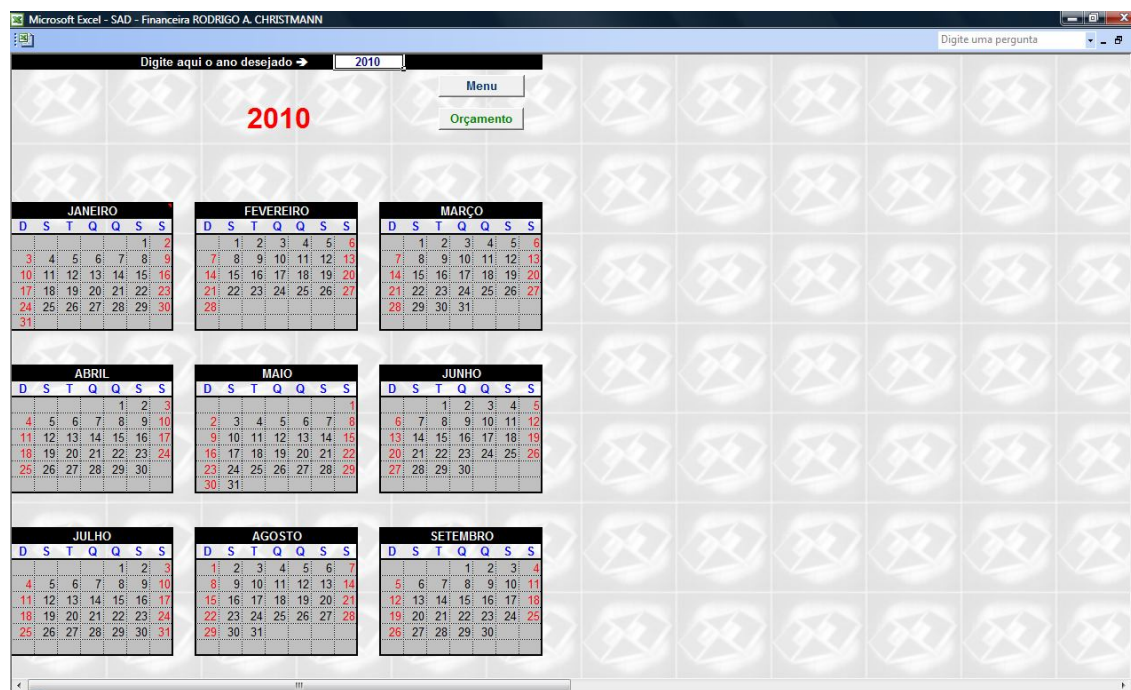 Microsoft Excel - SAD - Financeira RODRIGO A. CHRISTMANN
Digite uma pergunta
Digite aqui o ano desejado → 2010
Menu
2010
Orçamento
JANEIRO FEVEREIRO MARÇO
D S T Q Q S S D S T Q Q S S D S T Q Q S S
1 2 1 2 3 4 5 6 1 2 3 4 5 6
3 4 5 6 7 8 9 7 8 9 10 11 12 13 7 8 9 10 11 12 13
10 11 12 13 14 15 16 14 15 16 17 18 19 20 14 15 16 17 18 19 20
17 18 19 20 21 22 23 21 22 23 24 25 26 27 21 22 23 24 25 26 27
24 25 26 27 28 29 30 28 28 29 30 31
31
ABRIL MAIO JUNHO
D S T Q Q S S D S T Q Q S S D S T Q Q S S
1 2 3 1 1 2 3 4 5
4 5 6 7 8 9 10 2 3 4 5 6 7 8 6 7 8 9 10 11 12
11 12 13 14 15 16 17 9 10 11 12 13 14 15 13 14 15 16 17 18 19
18 19 20 21 22 23 24 16 17 18 19 20 21 22 20 21 22 23 24 25 26
25 26 27 28 29 30 23 24 25 26 27 28 29 27 28 29 30
30 31
JULHO AGOSTO SETEMBRO
D S T Q Q S S D S T Q Q S S D S T Q Q S S
1 2 3 1 2 3 4 5 6 7 1 2 3 4
4 5 6 7 8 9 10 8 9 10 11 12 13 14 5 6 7 8 9 10 11
11 12 13 14 15 16 17 15 16 17 18 19 20 21 12 13 14 15 16 17 18
18 19 20 21 22 23 24 22 23 24 25 26 27 28 19 20 21 22 23 24 25
25 26 27 28 29 30 31 29 30 31 26 27 28 29 30